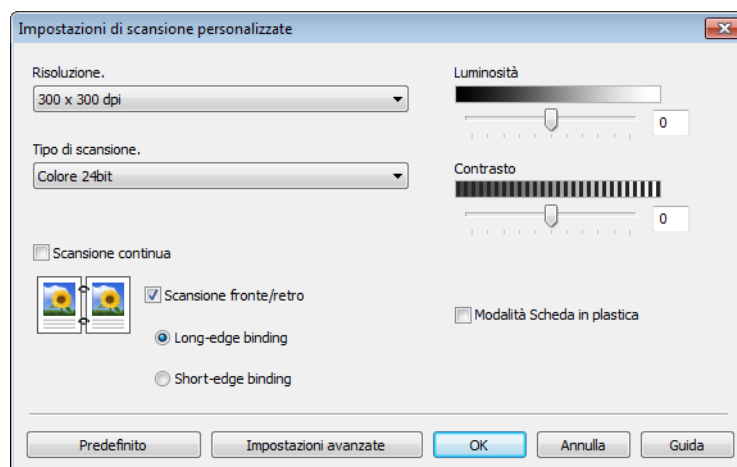 Impostazioni di scansione personalizzate
Risoluzione.
300 x 300 dpi
Tipo di scansione.
Colore 24bit
Scansione continua
Scansione fronte/retro
Long-edge binding
Short-edge binding
Luminosità
0
Contrasto
0
Modalità Scheda in plastica
Predefinito
Impostazioni avanzate
OK
Annulla
Guida